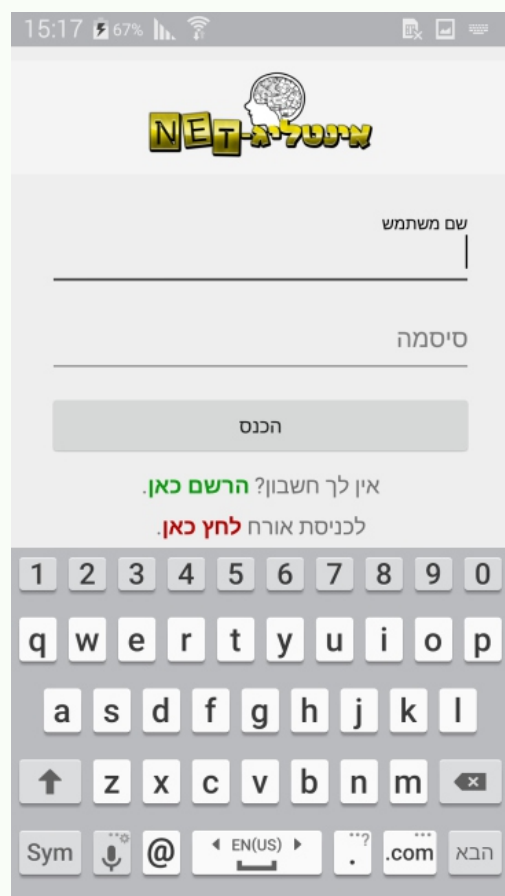 15:17 67%
אינטליג-NET
שם משתמש
סיסמה
הכנס
אין לך חשבון? הרשם כאן.
לכניסת אורח לחץ כאן.
1 2 3 4 5 6 7 8 9 0
q w e r t y u i o p
a s d f g h j k l
z x c v b n m
Sym @ EN(US) . .com הבא